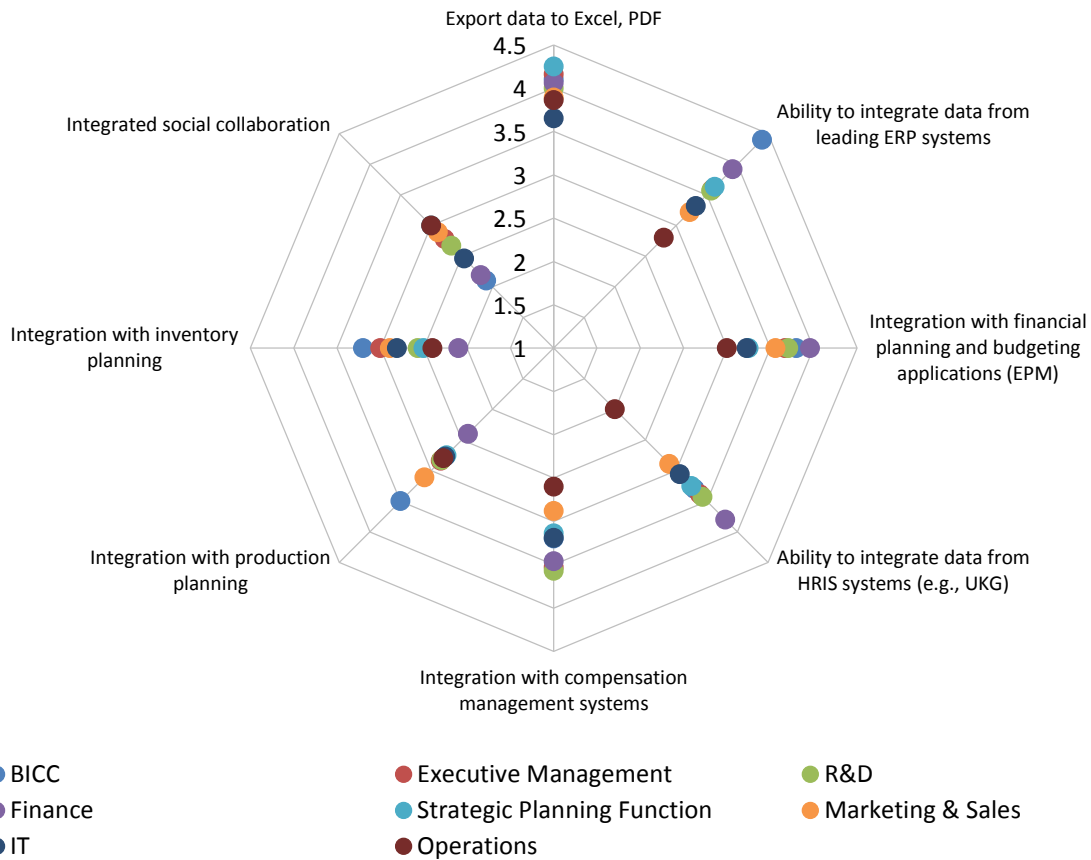 Export data to Excel, PDF
4.5
4
3.5
3
2.5
2
1.5
1
Ability to integrate data from
leading ERP systems
Integration with financial
planning and budgeting
applications (EPM)
Ability to integrate data from
HRIS systems (e.g., UKG)
Integration with compensation
management systems
Integration with production
planning
Integration with inventory
planning
Integrated social collaboration
BICC
Executive Management
R&D
Finance
Strategic Planning Function
Marketing & Sales
IT
Operations